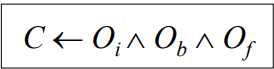 C ← O_i ∧ O_b ∧ O_f